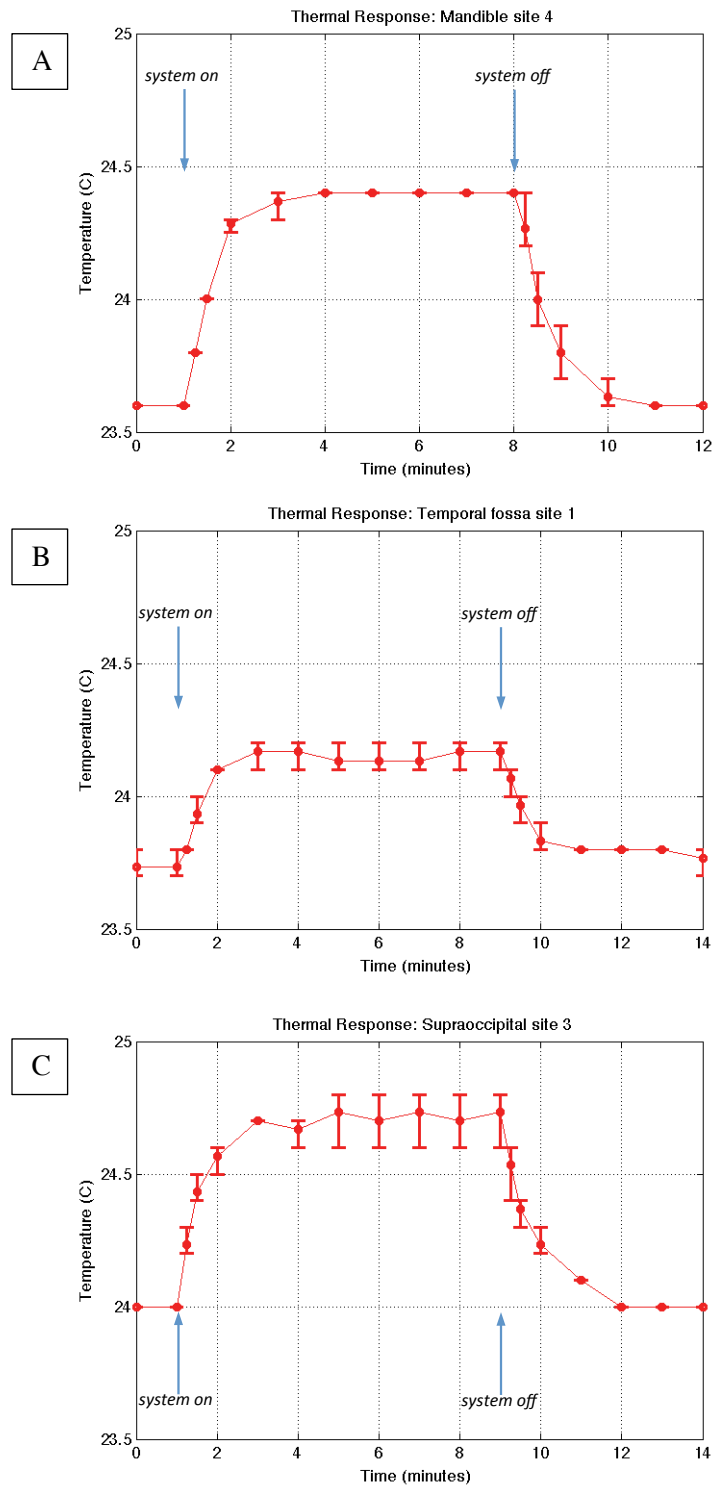 Thermal Response: Mandible site 4
A
25
system on system off
24.5
Temperature (C)
24
23.5
0 2 4 6 8 10 12
Time (minutes)
Thermal Response: Temporal fossa site 1
B
25
system on system off
24.5
Temperature (C)
24
23.5
0 2 4 6 8 10 12 14
Time (minutes)
Thermal Response: Supraoccipital site 3
C
25
24.5
Temperature (C)
24
system on system off
23.5
0 2 4 6 8 10 12 14
Time (minutes)